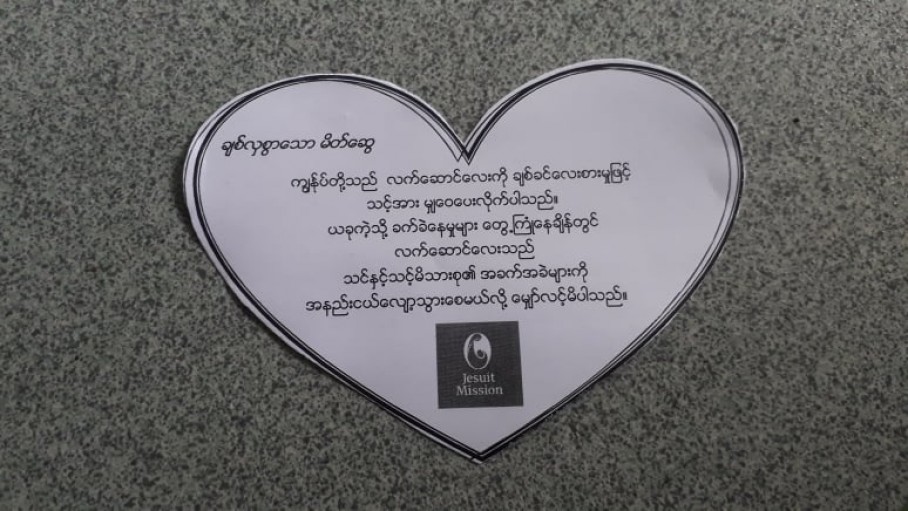 ချစ်လှစွာသော မိတ်ဆွေ
ကျွန်ုပ်တို့သည် လက်ဆောင်လေးကို ချစ်ခင်လေးစားမှုဖြင့်
သင့်အား မျှဝေပေးလိုက်ပါသည်။
ယခုကဲ့သို့ ခက်ခဲနေမှုများ တွေ့ကြုံနေချိန်တွင်
လက်ဆောင်လေးသည်
သင်နှင့်သင့်မိသားစု၏ အခက်အခဲများကို
အနည်းငယ်လျော့သွားစေမယ်လို့ မျှော်လင့်မိပါသည်။
Jesuit
Mission